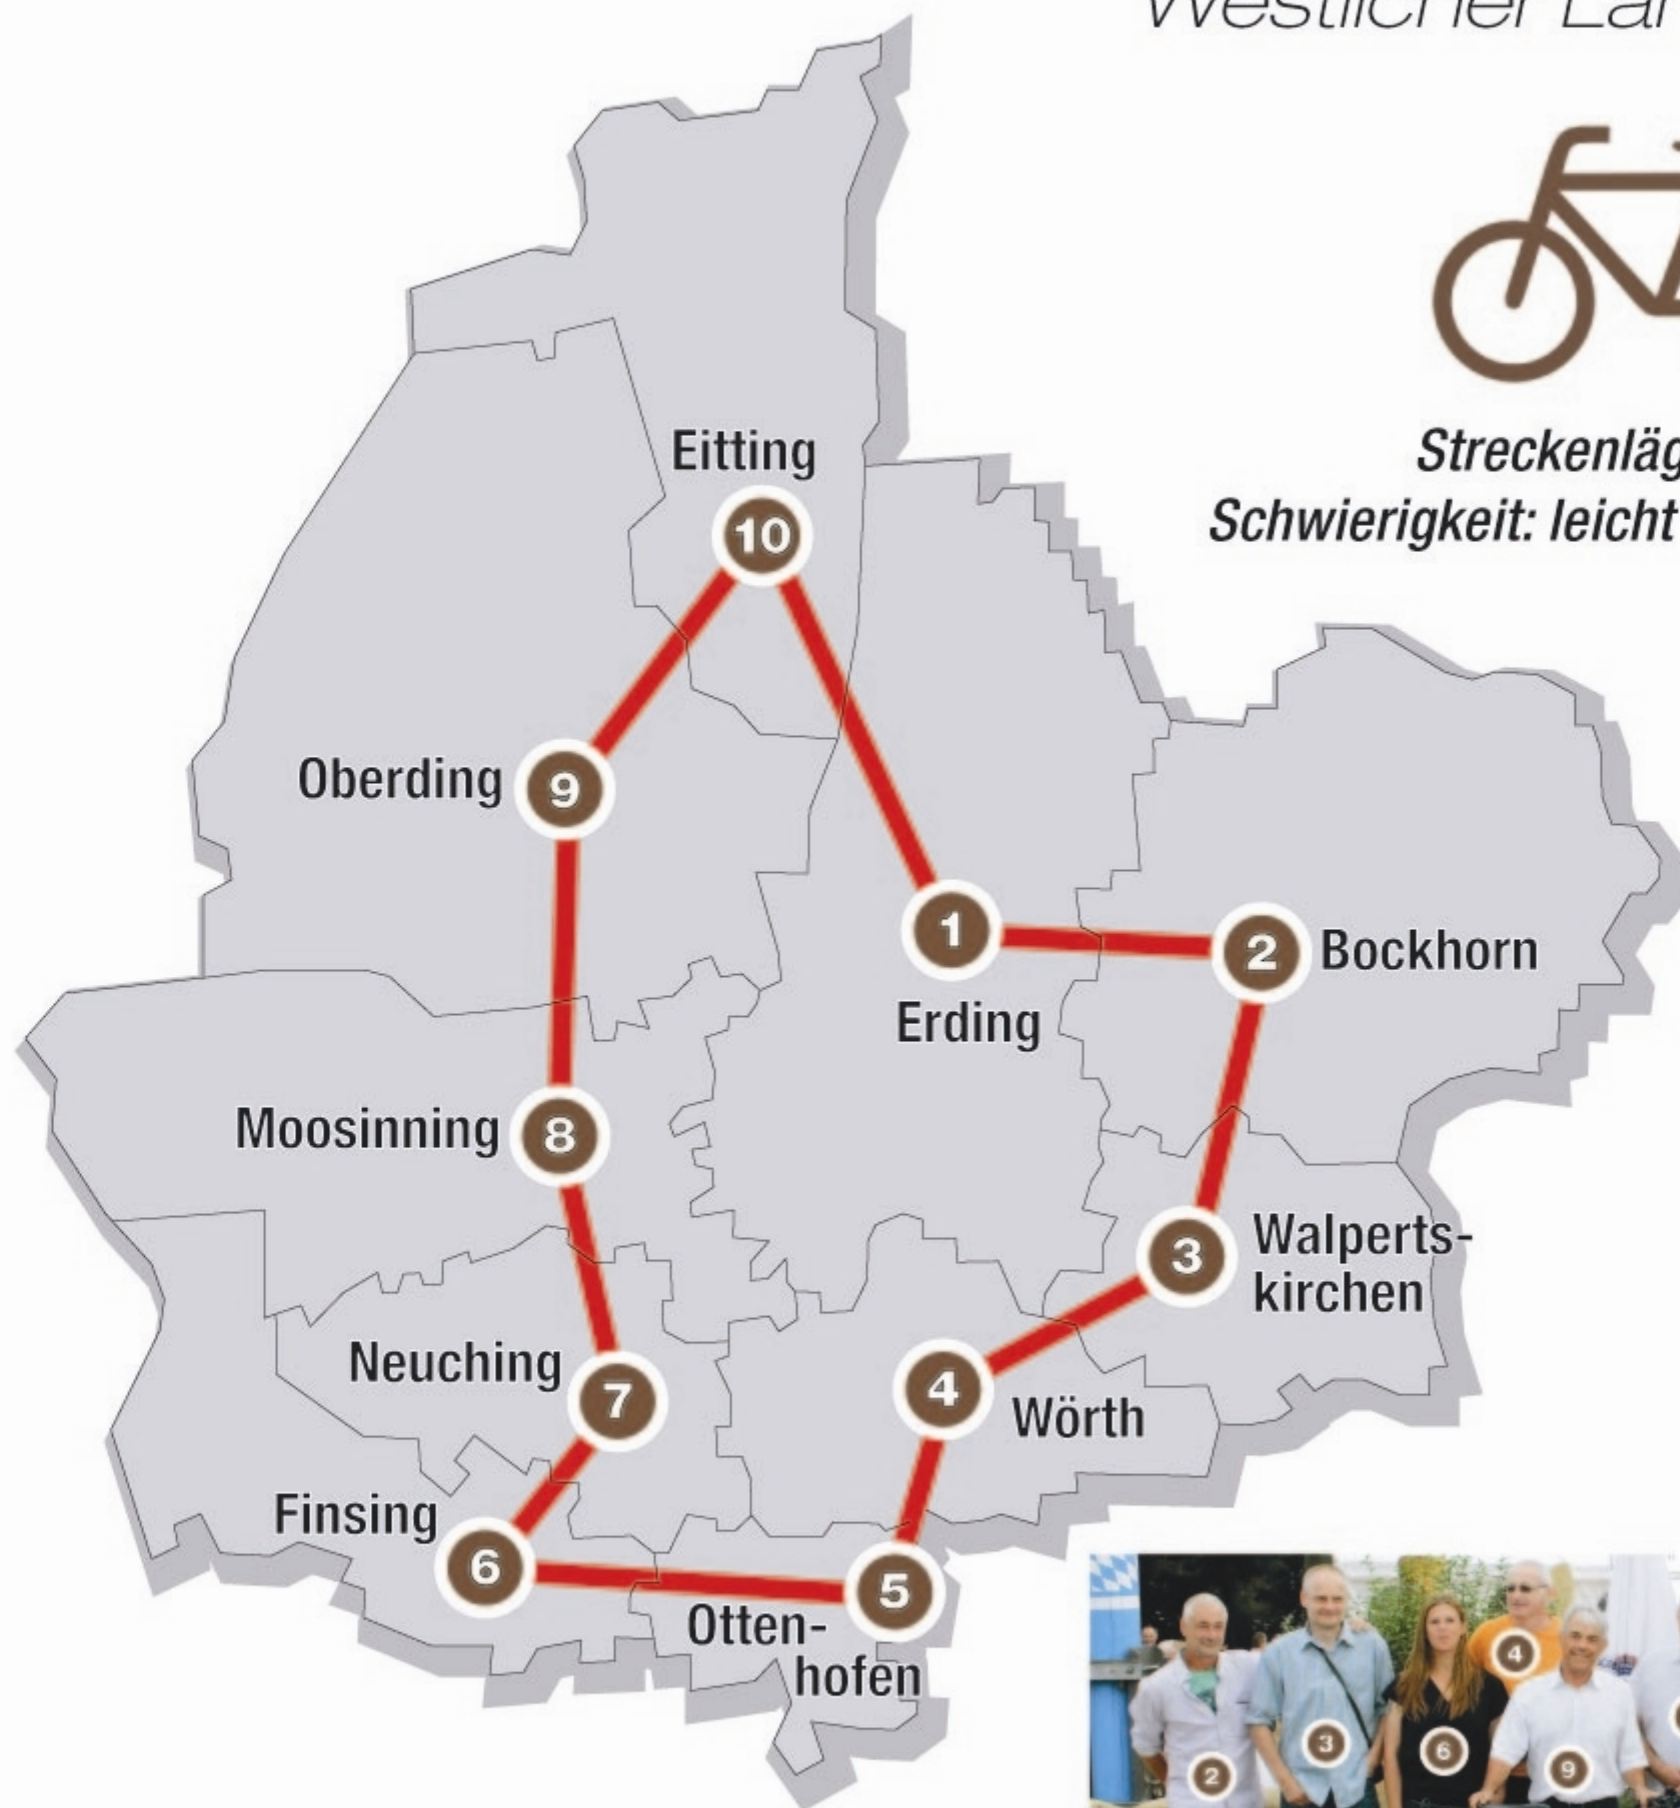 Westlicher
Streckenläg
Schwierigkeit: leicht
Eitting
10
Oberding
9
1
Erding
2
Bockhorn
Moosinning
8
3
Walperts-
kirchen
Neuching
7
4
Wörth
Finsing
6
5
Otten-
hofen
4
3
6
2
9